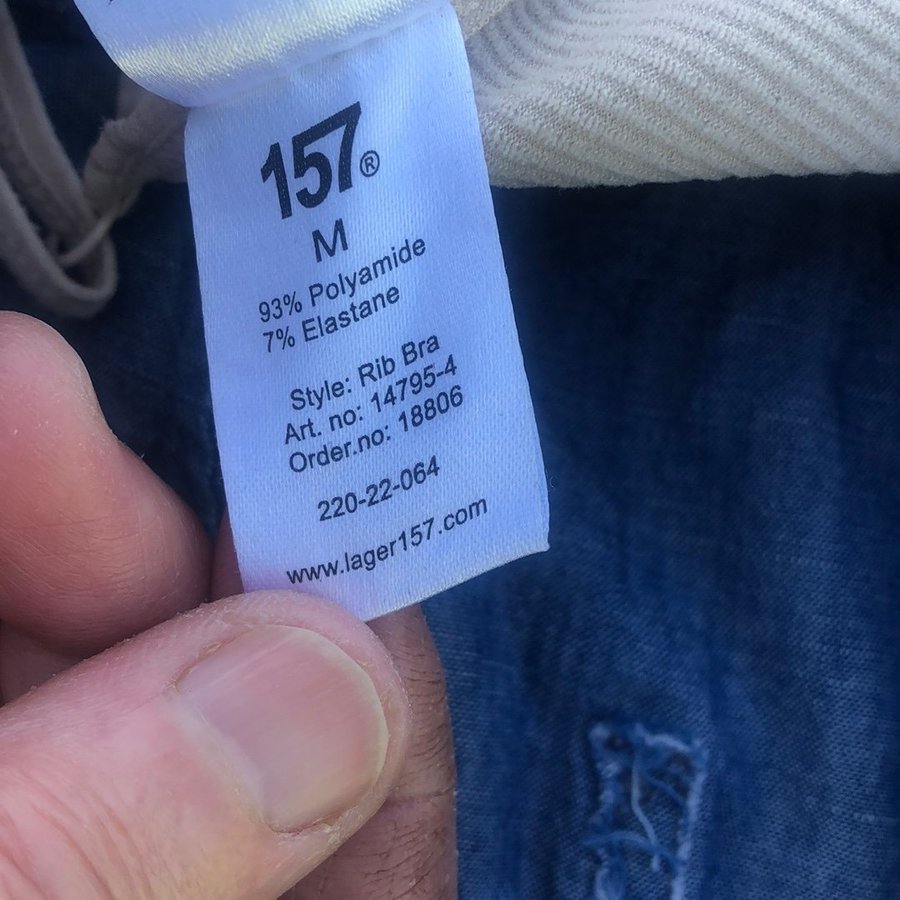 157®
M
93% Polyamide
7% Elastane
Style: Rib Bra
Art. no: 14795-4
Order.no: 18806
220-22-064
www.lager157.com